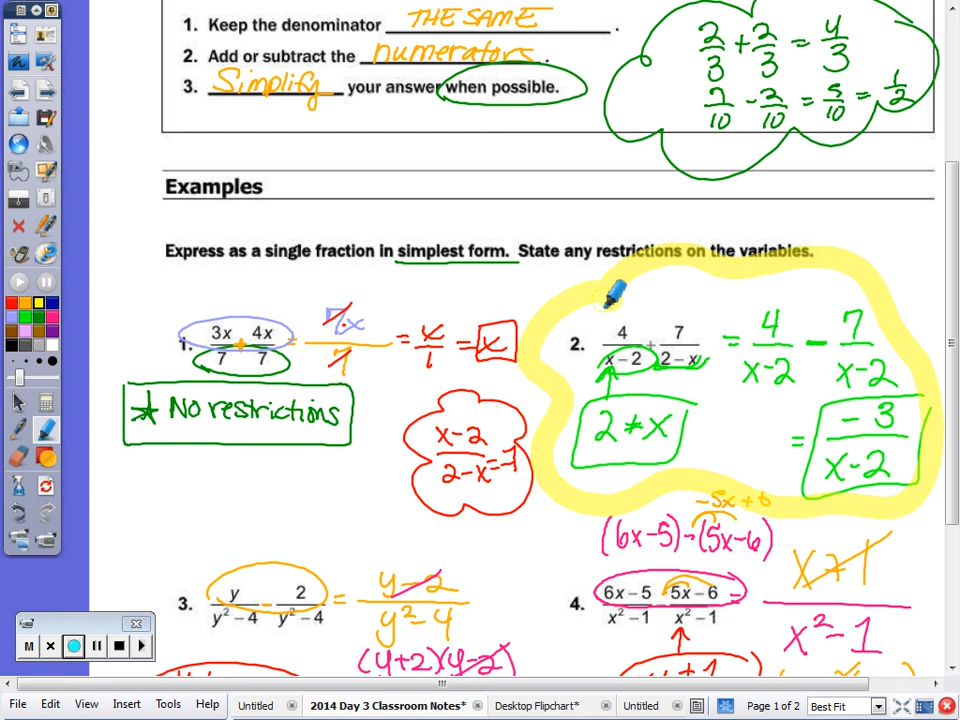 1. Keep the denominator THE SAME .
2. Add or subtract the numerators .
3. Simplify your answer when possible.
2/3 + 2/3 = 4/3
7/10 - 2/10 = 5/10 = 1/2
Examples
Express as a single fraction in simplest form. State any restrictions on the variables.
1. 3x/7 + 4x/7 = 7x/7 = x/1 = x
★ No restrictions
x-2/2-x = -1
2. 4/x - 2 + 7/2 - x = 4/x-2 - 7/x-2
2 ≠ x
= -3/x-2
-5x + 6
(6x-5) - (5x-6)
3. y/y² - 4 - 2/y² - 4 = y-2/y²-4
(y+2)(y-2)
4. 6x - 5/x² - 1 - 5x - 6/x² - 1 = x+1/x²-1
M
File Edit View Insert Tools Help Untitled 2014 Day 3 Classroom Notes* Desktop Flipchart* Untitled Page 1 of 2 Best Fit